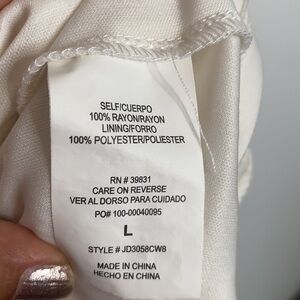 SELF/CUERPO
100% RAYON/RAYON
LINING/FORRO
100% POLYESTER/POLIESTER
RN # 39831
CARE ON REVERSE
VER AL DORSO PARA CUIDADO
PO# 100-00040095
L
STYLE # JD3058CW8
MADE IN CHINA
HECHO EN CHINA